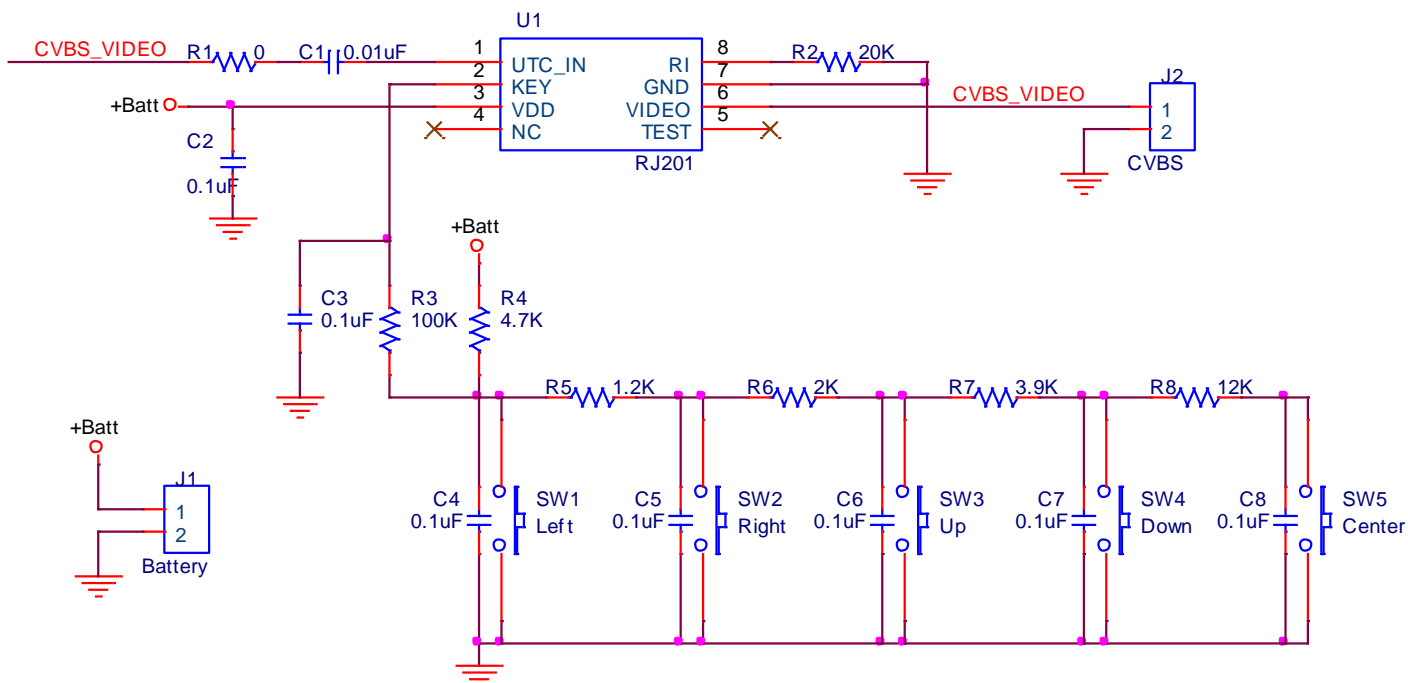 U1
CVBS_VIDEO
R1
0
C1
0.01uF
1
UTC_IN
2
KEY
3
VDD
4
NC
8
RI
7
GND
6
VIDEO
5
TEST
RJ201
R2
20K
CVBS_VIDEO
J2
1
2
CVBS
+Batt
C2
0.1uF
+Batt
C3
0.1uF
R3
100K
R4
4.7K
R5
1.2K
R6
2K
R7
3.9K
R8
12K
+Batt
J1
1
2
Battery
C4
0.1uF
SW1
Left
C5
0.1uF
SW2
Right
C6
0.1uF
SW3
Up
C7
0.1uF
SW4
Down
C8
0.1uF
SW5
Center